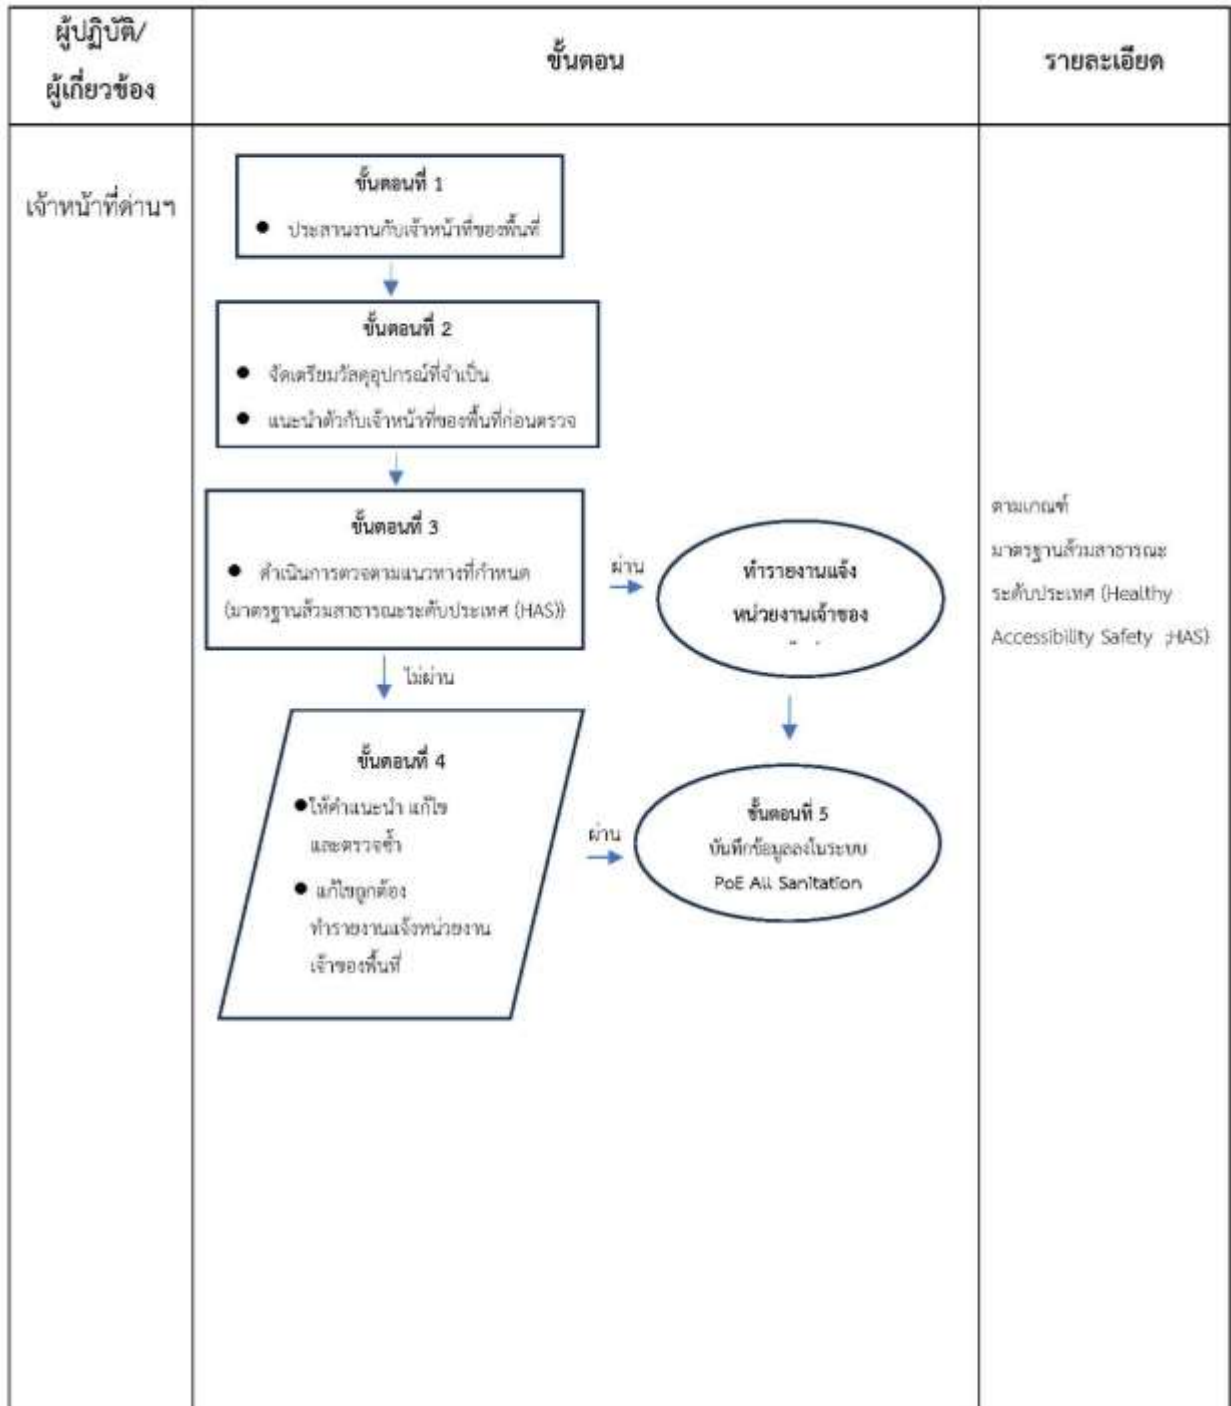 ผู้ปฏิบัติ/
ผู้เกี่ยวข้อง
ขั้นตอน
รายละเอียด
เจ้าหน้าที่ด่านฯ
ขั้นตอนที่ 1
● ประสานงานกับเจ้าหน้าที่ของพื้นที่
ขั้นตอนที่ 2
● จัดเตรียมวัสดุอุปกรณ์ที่จำเป็น
● แนะนำตัวกับเจ้าหน้าที่ของพื้นที่ก่อนตรวจ
ขั้นตอนที่ 3
● ดำเนินการตวจตามแนวทางที่กำหนด
(มาตรฐานส้วมสาธารณะระดับประเทศ (HAS))
ผ่าน
ทำรายงานแจ้ง
หน่วยงานเจ้าของ
ตามเกณฑ์
มาตรฐานส้วมสาธารณะ
ระดับประเทศ (Healthy
Accessibility Safety ;HAS)
ไม่ผ่าน
ขั้นตอนที่ 4
●ให้คำแนะนำ แก้ไข
และตรวจซ้ำ
● แก้ไขถูกต้อง
ทำรายงานแจ้งหน่วยงาน
เจ้าของพื้นที่
ผ่าน
ขั้นตอนที่ 5
บันทึกข้อมูลลงในระบบ
PoE All Sanitation